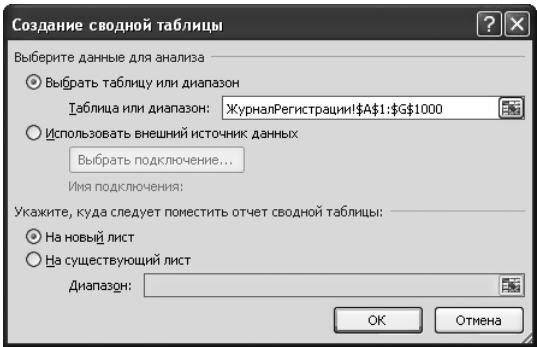 Создание сводной таблицы
Выберите данные для анализа
Выбрать таблицу или диапазон
Таблица или диапазон: ЖурналРегистрации!$A$1:$G$1000
Использовать внешний источник данных
Выбрать подключение...
Имя подключения:
Укажите, куда следует поместить отчет сводной таблицы:
На новый лист
На существующий лист
Диапазон:
ОК Отмена